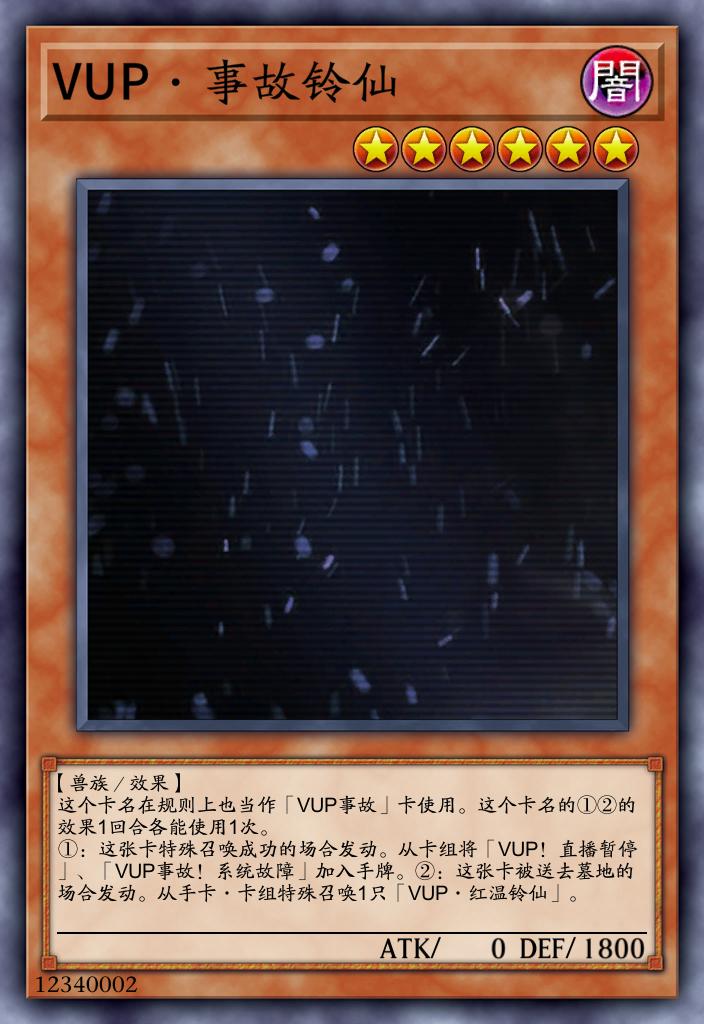 VUP・事故铃仙
闇
【兽族/效果】
这个卡名在规则上也当作「VUP事故」卡使用。这个卡名的①②的
效果1回合各能使用1次。
①：这张卡特殊召唤成功的场合发动。从卡组将「VUP！直播暂停
」、「VUP事故！系统故障」加入手牌。②：这张卡被送去墓地的
场合发动。从手卡・卡组特殊召唤1只「VUP・红温铃仙」。
ATK/ 0 DEF/ 1800
12340002